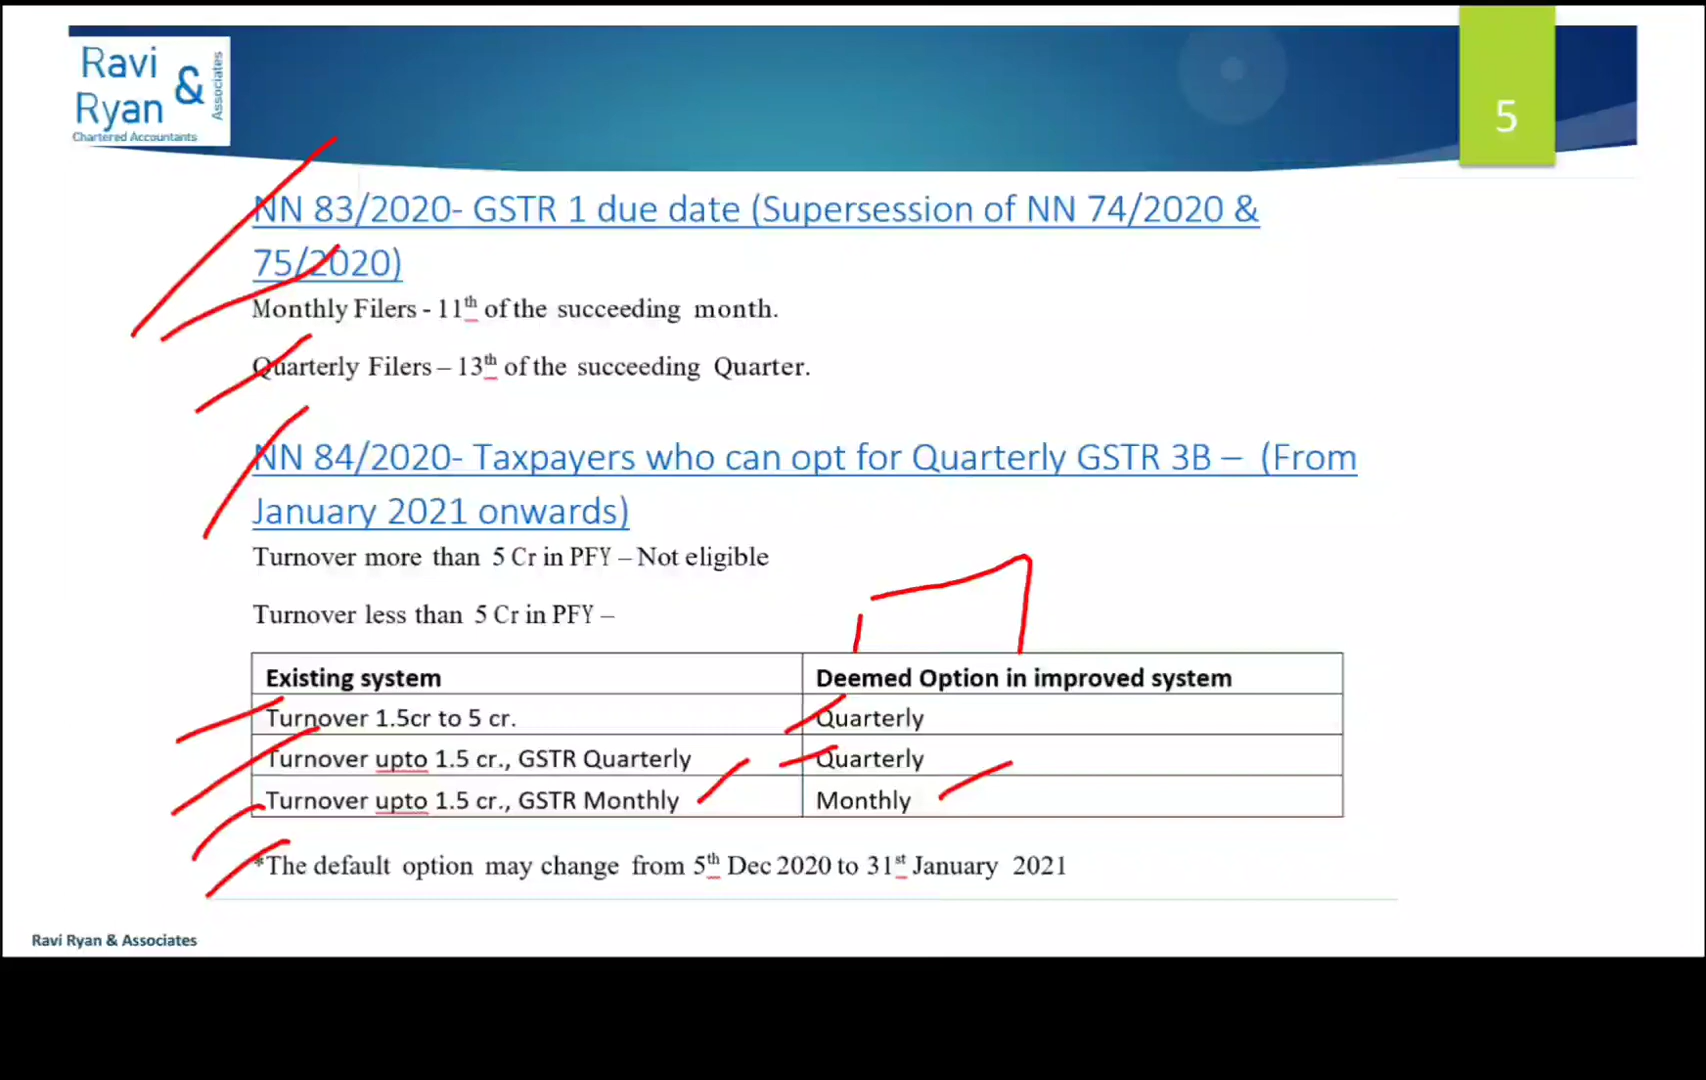 Ravi
Ryan
&
Associates
Chartered Accountants
5
NN 83/2020- GSTR 1 due date (Supersession of NN 74/2020 &
75/2020)
Monthly Filers - 11th of the succeeding month.
Quarterly Filers – 13th of the succeeding Quarter.
NN 84/2020- Taxpayers who can opt for Quarterly GSTR 3B – (From
January 2021 onwards)
Turnover more than 5 Cr in PFY – Not eligible
Turnover less than 5 Cr in PFY –
Existing system Deemed Option in improved system
Turnover 1.5cr to 5 cr. Quarterly
Turnover upto 1.5 cr., GSTR Quarterly Quarterly
Turnover upto 1.5 cr., GSTR Monthly Monthly
*The default option may change from 5th Dec 2020 to 31st January 2021
Ravi Ryan & Associates